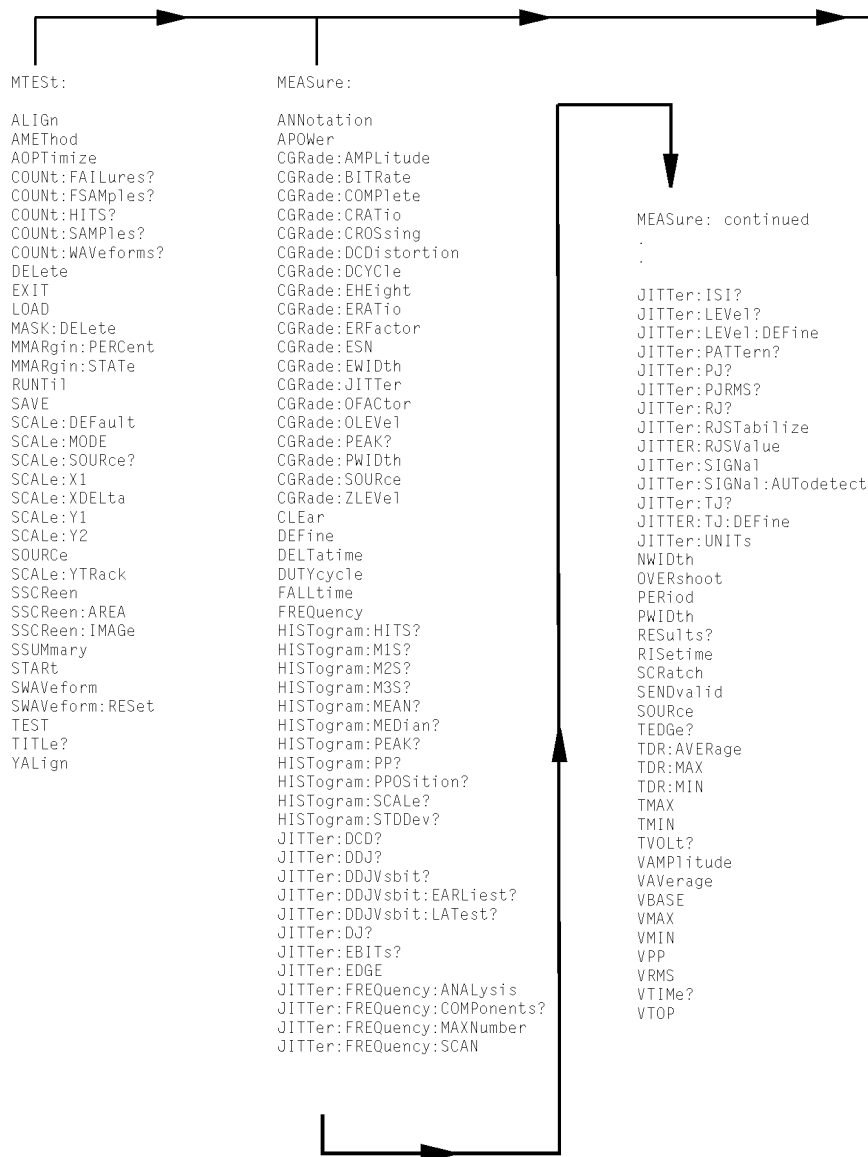 MTESt:
ALIGn
AMEThod
AOPTimize
COUNt:FAILures?
COUNt:FSAMples?
COUNt:HITS?
COUNt:SAMPles?
COUNt:WAVeforms?
DELete
EXIT
LOAD
MASK:DELete
MMARgin:PERCent
MMARgin:STATe
RUNTil
SAVE
SCALe:DEFault
SCALe:MODE
SCALe:SOURce?
SCALe:X1
SCALe:XDELta
SCALe:Y1
SCALe:Y2
SOURCe
SCALe:YTRack
SSCReen
SSCReen:AREA
SSCReen:IMAGe
SSUMmary
STARt
SWAVeform
SWAVeform:RESet
TEST
TITLe?
YALign
MEASure:
ANNotation
APOWer
CGRade:AMPLitude
CGRade:BITRate
CGRade:COMPlete
CGRade:CRATio
CGRade:CROSsing
CGRade:DCDistortion
CGRade:DCYCle
CGRade:EHEight
CGRade:ERATio
CGRade:ERFactor
CGRade:ESN
CGRade:EWIDth
CGRade:JITTer
CGRade:OFACtor
CGRade:OLEVel
CGRade:PEAK?
CGRade:PWIDth
CGRade:SOURce
CGRade:ZLEVel
CLEar
DEFine
DELTatime
DUTYcycle
FALLtime
FREQuency
HISTogram:HITS?
HISTogram:M1S?
HISTogram:M2S?
HISTogram:M3S?
HISTogram:MEAN?
HISTogram:MEDian?
HISTogram:PEAK?
HISTogram:PP?
HISTogram:PPOSition?
HISTogram:SCALe?
HISTogram:STDDev?
JITTer:DCD?
JITTer:DDJ?
JITTer:DDJVsbit?
JITTer:DDJVsbit:EARLiest?
JITTer:DDJVsbit:LATest?
JITTer:DJ?
JITTer:EBITs?
JITTer:EDGE
JITTer:FREQuency:ANALysis
JITTer:FREQuency:COMPonents?
JITTer:FREQuency:MAXNumber
JITTer:FREQuency:SCAN
MEASure: continued
.
.
JITTer:ISI?
JITTer:LEVel?
JITTer:LEVel:DEFine
JITTer:PATTern?
JITTer:PJ?
JITTer:PJRMS?
JITTer:RJ?
JITTer:RJSTabilize
JITTER:RJSValue
JITTer:SIGNal
JITTer:SIGNal:AUTodetect
JITTer:TJ?
JITTER:TJ:DEFine
JITTer:UNITs
NWIDth
OVERshoot
PERiod
PWIDth
RESults?
RISetime
SCRatch
SENDvalid
SOURce
TEDGe?
TDR:AVERage
TDR:MAX
TDR:MIN
TMAX
TMIN
TVOLt?
VAMPlitude
VAVerage
VBASE
VMAX
VMIN
VPP
VRMS
VTIMe?
VTOP